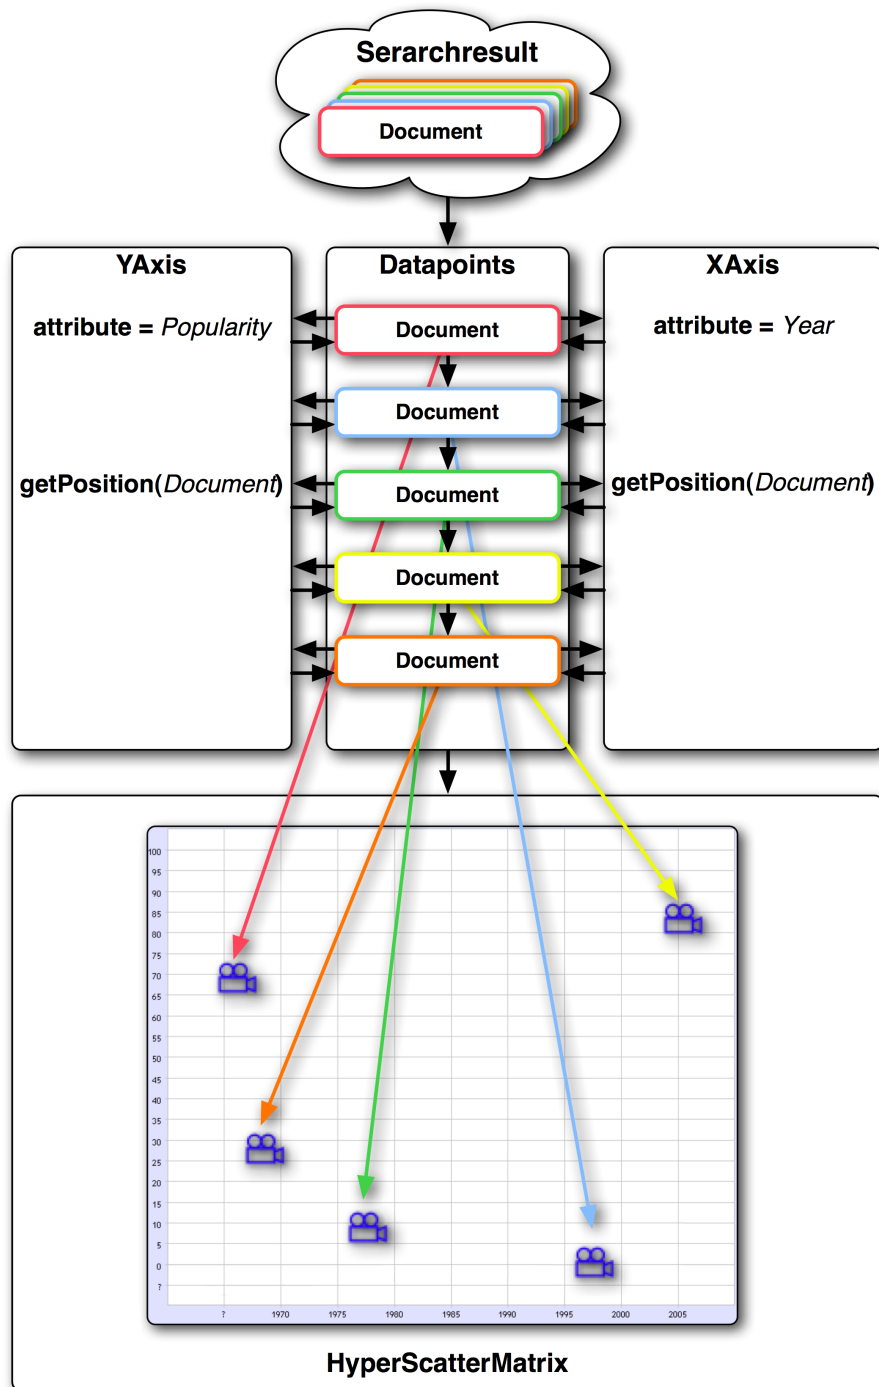 Serarchresult
Document
YAxis
Datapoints
XAxis
attribute = Popularity
Document
attribute = Year
Document
getPosition(Document)
Document
getPosition(Document)
Document
Document
100
95
90
85
80
75
70
65
60
55
50
45
40
35
30
25
20
15
10
5
0
?
? 1970 1975 1980 1985 1990 1995 2000 2005
HyperScatterMatrix